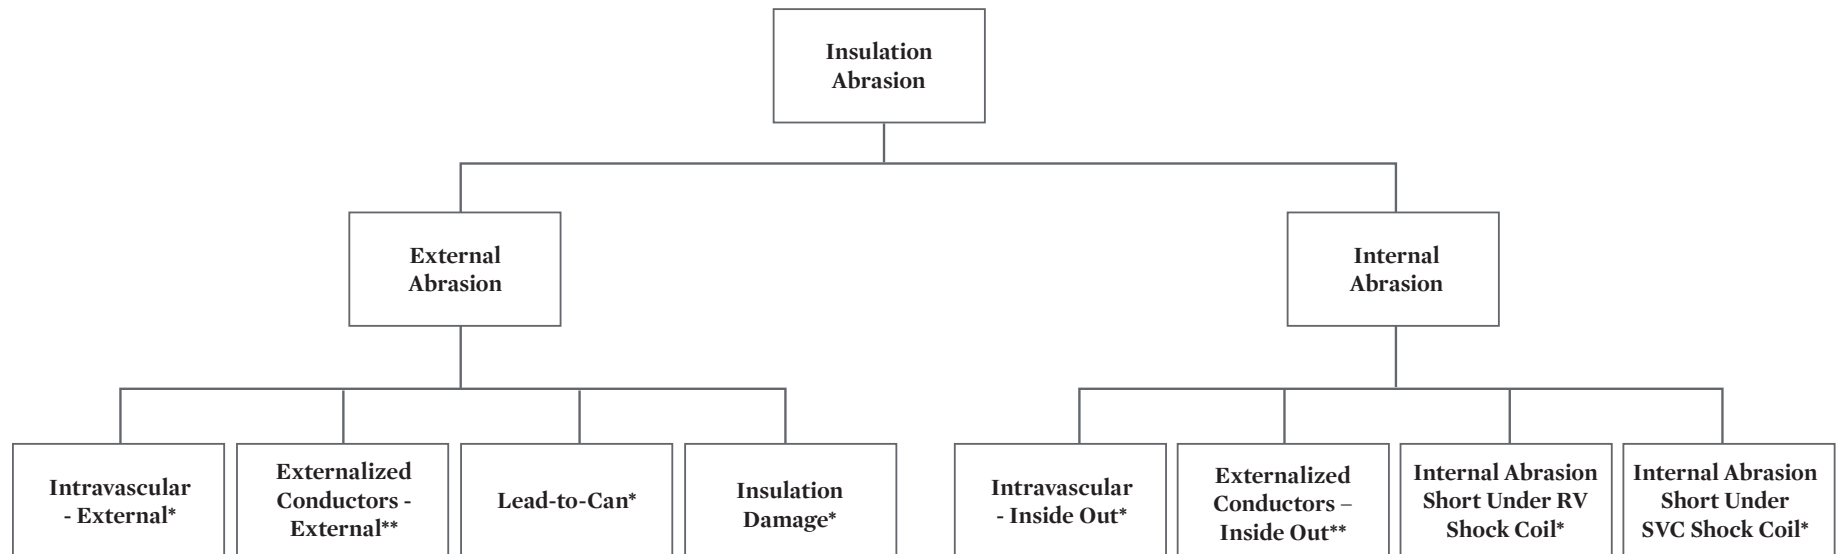 Insulation
Abrasion
External
Abrasion
Internal
Abrasion
Intravascular
- External*
Externalized
Conductors -
External**
Lead-to-Can*
Insulation
Damage*
Intravascular
- Inside Out*
Externalized
Conductors –
Inside Out**
Internal Abrasion
Short Under RV
Shock Coil*
Internal Abrasion
Short Under
SVC Shock Coil*